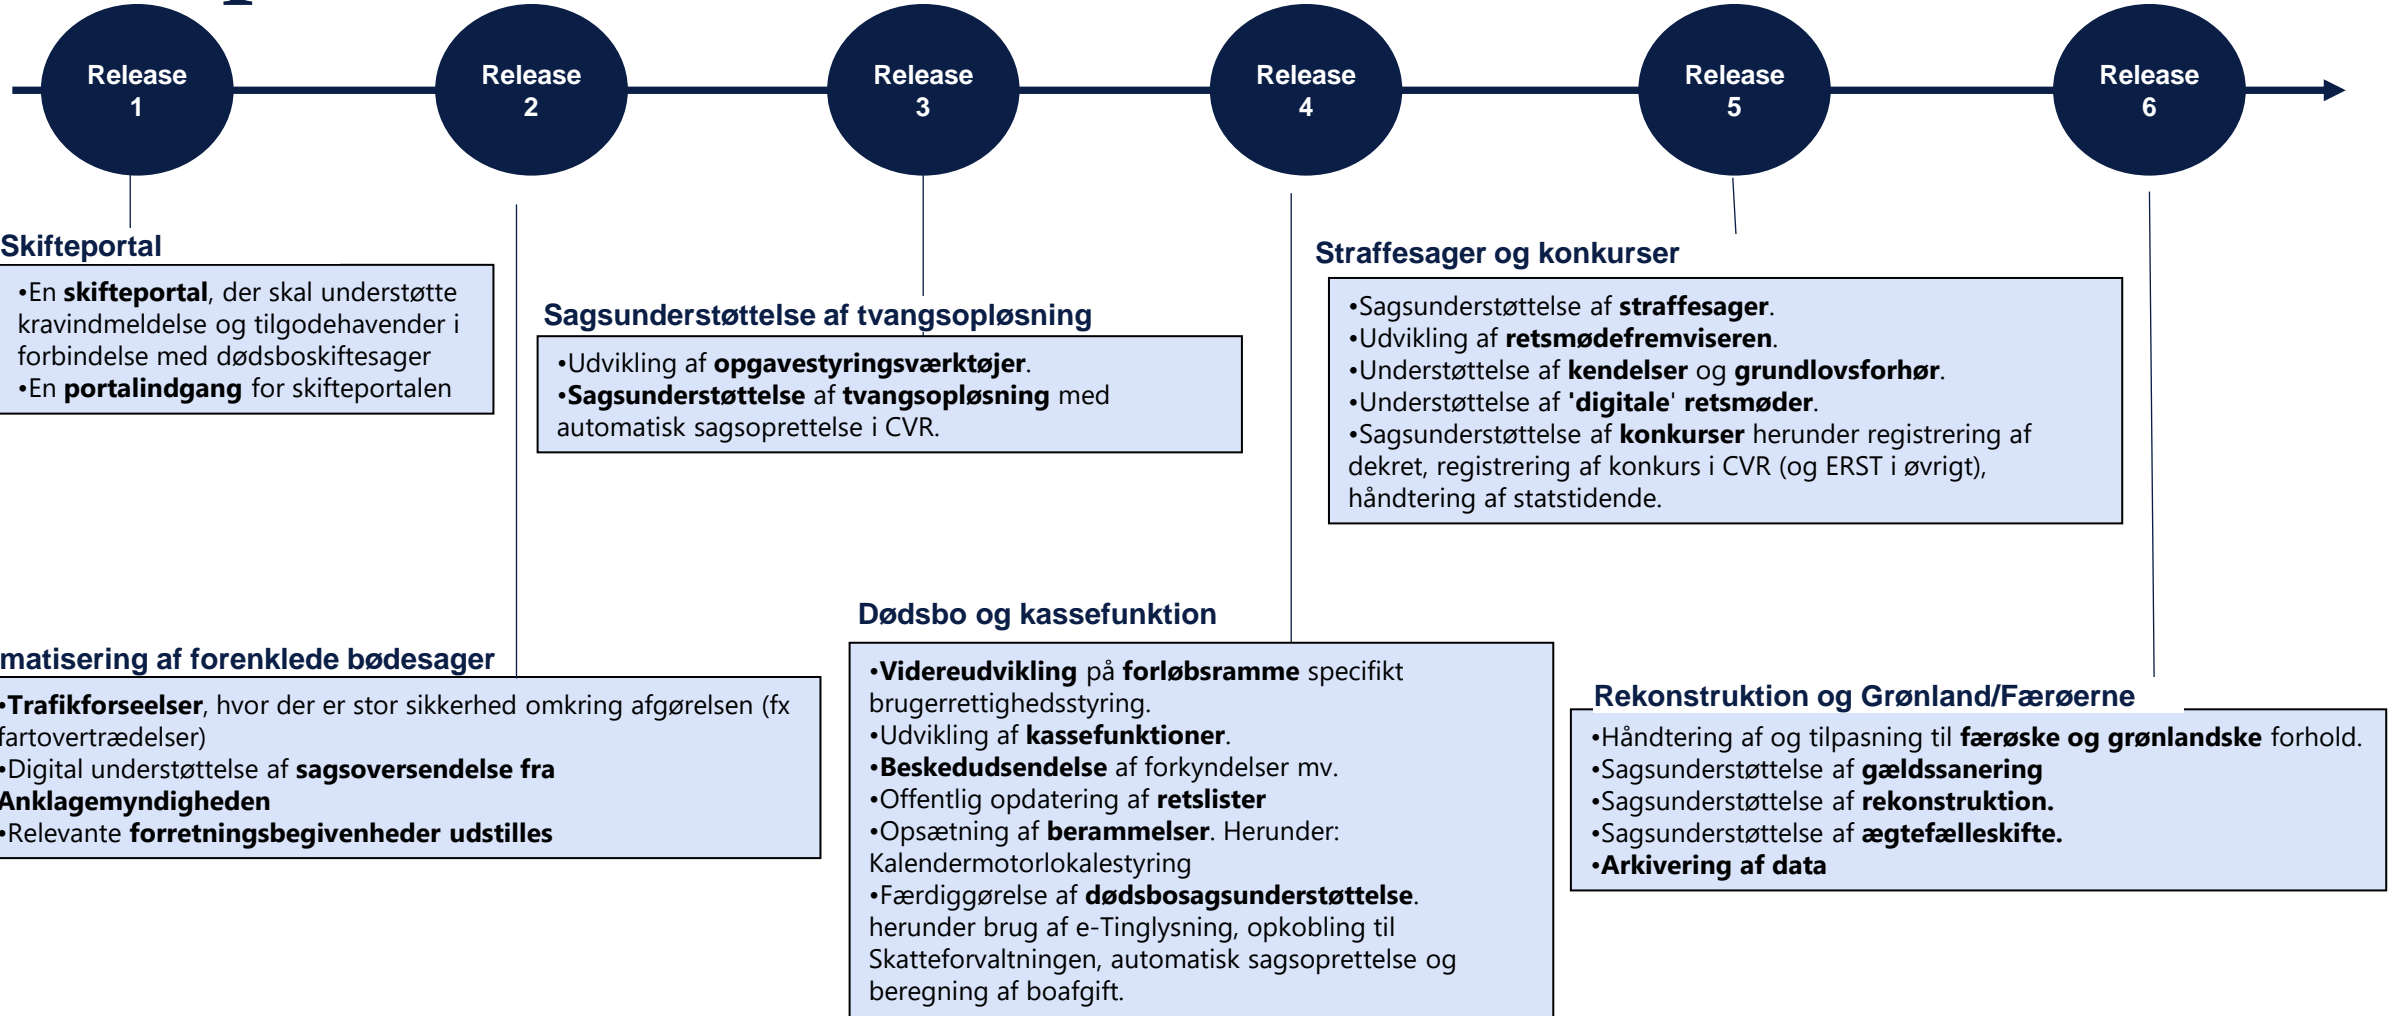 Release
1
Release
2
Release
3
Release
4
Release
5
Release
6
Skifteportal
•En skifteportal, der skal understøtte
kravindmeldelse og tilgodehavender i
forbindelse med dødsboskiftesager
•En portalindgang for skifteportalen
matisering af forenklede bødesager
•Trafikforseelser, hvor der er stor sikkerhed omkring afgørelsen (fx
fartovertrædelser)
•Digital understøttelse af sagsoversendelse fra
Anklagemyndigheden
•Relevante forretningsbegivenheder udstilles
Sagsunderstøttelse af tvangsopløsning
•Udvikling af opgavestyringsværktøjer.
•Sagsunderstøttelse af tvangsopløsning med
automatisk sagsoprettelse i CVR.
Dødsbo og kassefunktion
•Videreudvikling på forløbsramme specifikt
brugerrettighedsstyring.
•Udvikling af kassefunktioner.
•Beskedudsendelse af forkyndelser mv.
•Offentlig opdatering af retslister
•Opsætning af berammelser. Herunder:
Kalendermotorlokalestyring
•Færdiggørelse af dødsbosagsunderstøttelse.
herunder brug af e-Tinglysning, opkobling til
Skatteforvaltningen, automatisk sagsoprettelse og
beregning af boafgift.
Straffesager og konkurser
•Sagsunderstøttelse af straffesager.
•Udvikling af retsmødefremviseren.
•Understøttelse af kendelser og grundlovsforhør.
•Understøttelse af 'digitale' retsmøder.
•Sagsunderstøttelse af konkurser herunder registrering af
dekret, registrering af konkurs i CVR (og ERST i øvrigt),
håndtering af statstidende.
Rekonstruktion og Grønland/Færøerne
•Håndtering af og tilpasning til færøske og grønlandske forhold.
•Sagsunderstøttelse af gældssanering
•Sagsunderstøttelse af rekonstruktion.
•Sagsunderstøttelse af ægtefælleskifte.
•Arkivering af data